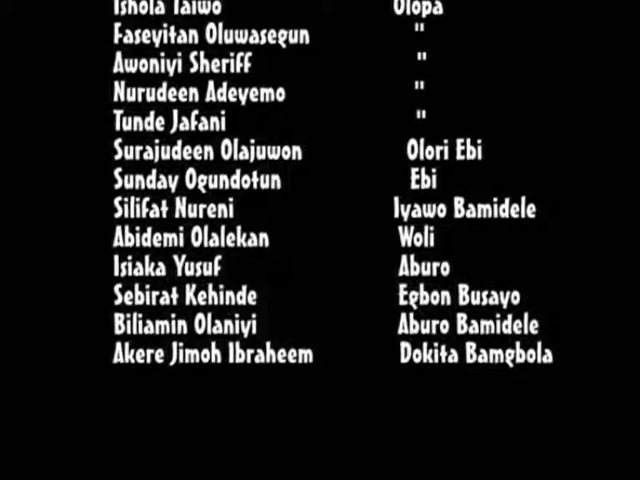 Ishola Taiwo Olopa
Faseyitan Oluwasegun "
Awoniyi Sheriff "
Nurudeen Adeyemo "
Tunde Jafani "
Surajudeen Olajuwon Olori Ebi
Sunday Ogundotun Ebi
Silifat Nureni Iyawo Bamidele
Abidemi Olalekan Woli
Isiaka Yusuf Aburo
Sebirat Kehinde Egbon Busayo
Biliamin Olaniyi Aburo Bamidele
Akere Jimoh Ibraheem Dokita Bamgbola